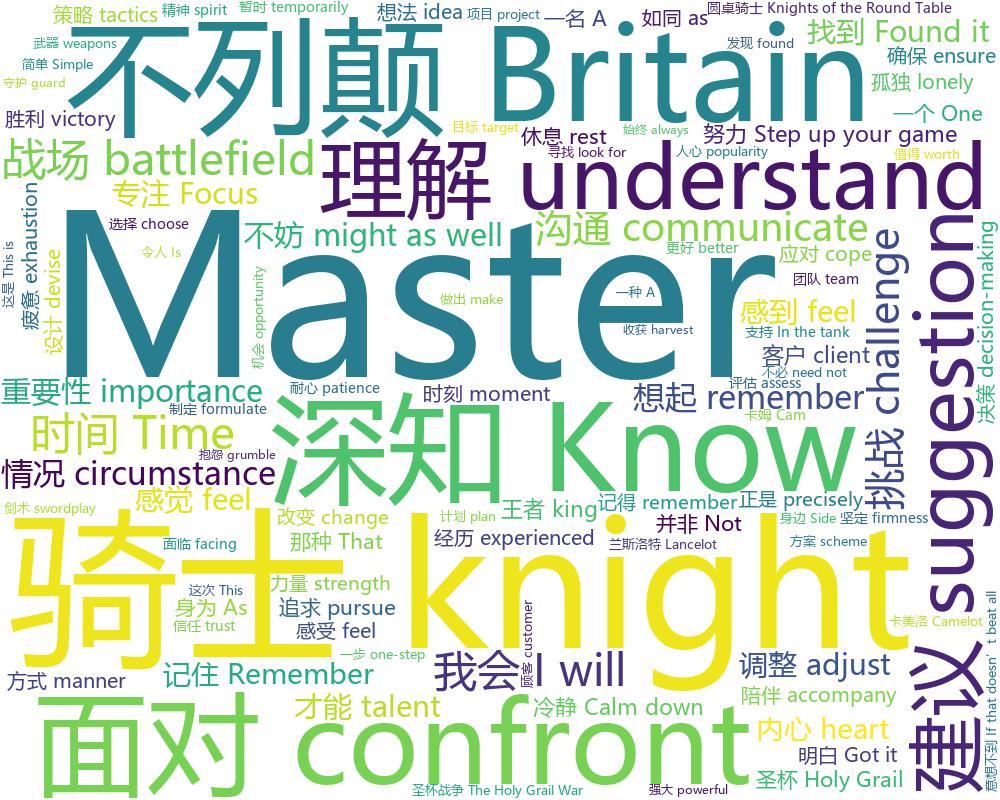 策略 tactics
精神 spirit
暂时 temporarily
想法 idea
项目 project
一名 A
如同 as
圆桌骑士 Knights of the Round Table
武器 weapons
不列颠 Britain
发现 found
找到 Found it
简单 Simple
确保 ensure
守护 guard
孤独 lonely
胜利 victory
一个 One
目标 target
休息 rest
始终 always
努力 Step up your game
战场 battlefield
理解 understand
寻找 look for
人心 popularity
值得 worth
专注 Focus
疲惫 exhaustion
选择 choose
不妨 might as well
沟通 communicate
这是 This is
设计 devise
令人 Is
Master
更好 better
应对 cope
挑战 challenge
建议 suggestion
决策 decision-making
机会 opportunity
做出 make
一种 A
团队 team
感到 feel
收获 harvest
支持 In the tank
客户 client
不必 need not
重要性 importance
耐心 patience
时刻 moment
评估 assess
想起 remember
制定 formulate
卡姆 Cam
时间 Time
深知 Know
抱怨 grumble
情况 circumstance
感觉 feel
剑术 swordplay
王者 king
记得 remember
正是 precisely
改变 change
计划 plan
并非 Not
身边 Side
坚定 firmness
骑士 knight
面临 facing
那种 That
经历 experienced
兰斯洛特 Lancelot
方案 scheme
这次 This
力量 strength
身为 As
追求 pursue
信任 trust
感受 feel
卡美洛 Camelot
一步 one-step
顾客 customer
方式 manner
记住 Remember
我会 I will
调整 adjust
意想不到 If that doesn't beat all
面对 confront
才能 talent
冷静 Calm down
陪伴 accompany
内心 heart
明白 Got it
圣杯 Holy Grail
圣杯战争 The Holy Grail War
强大 powerful